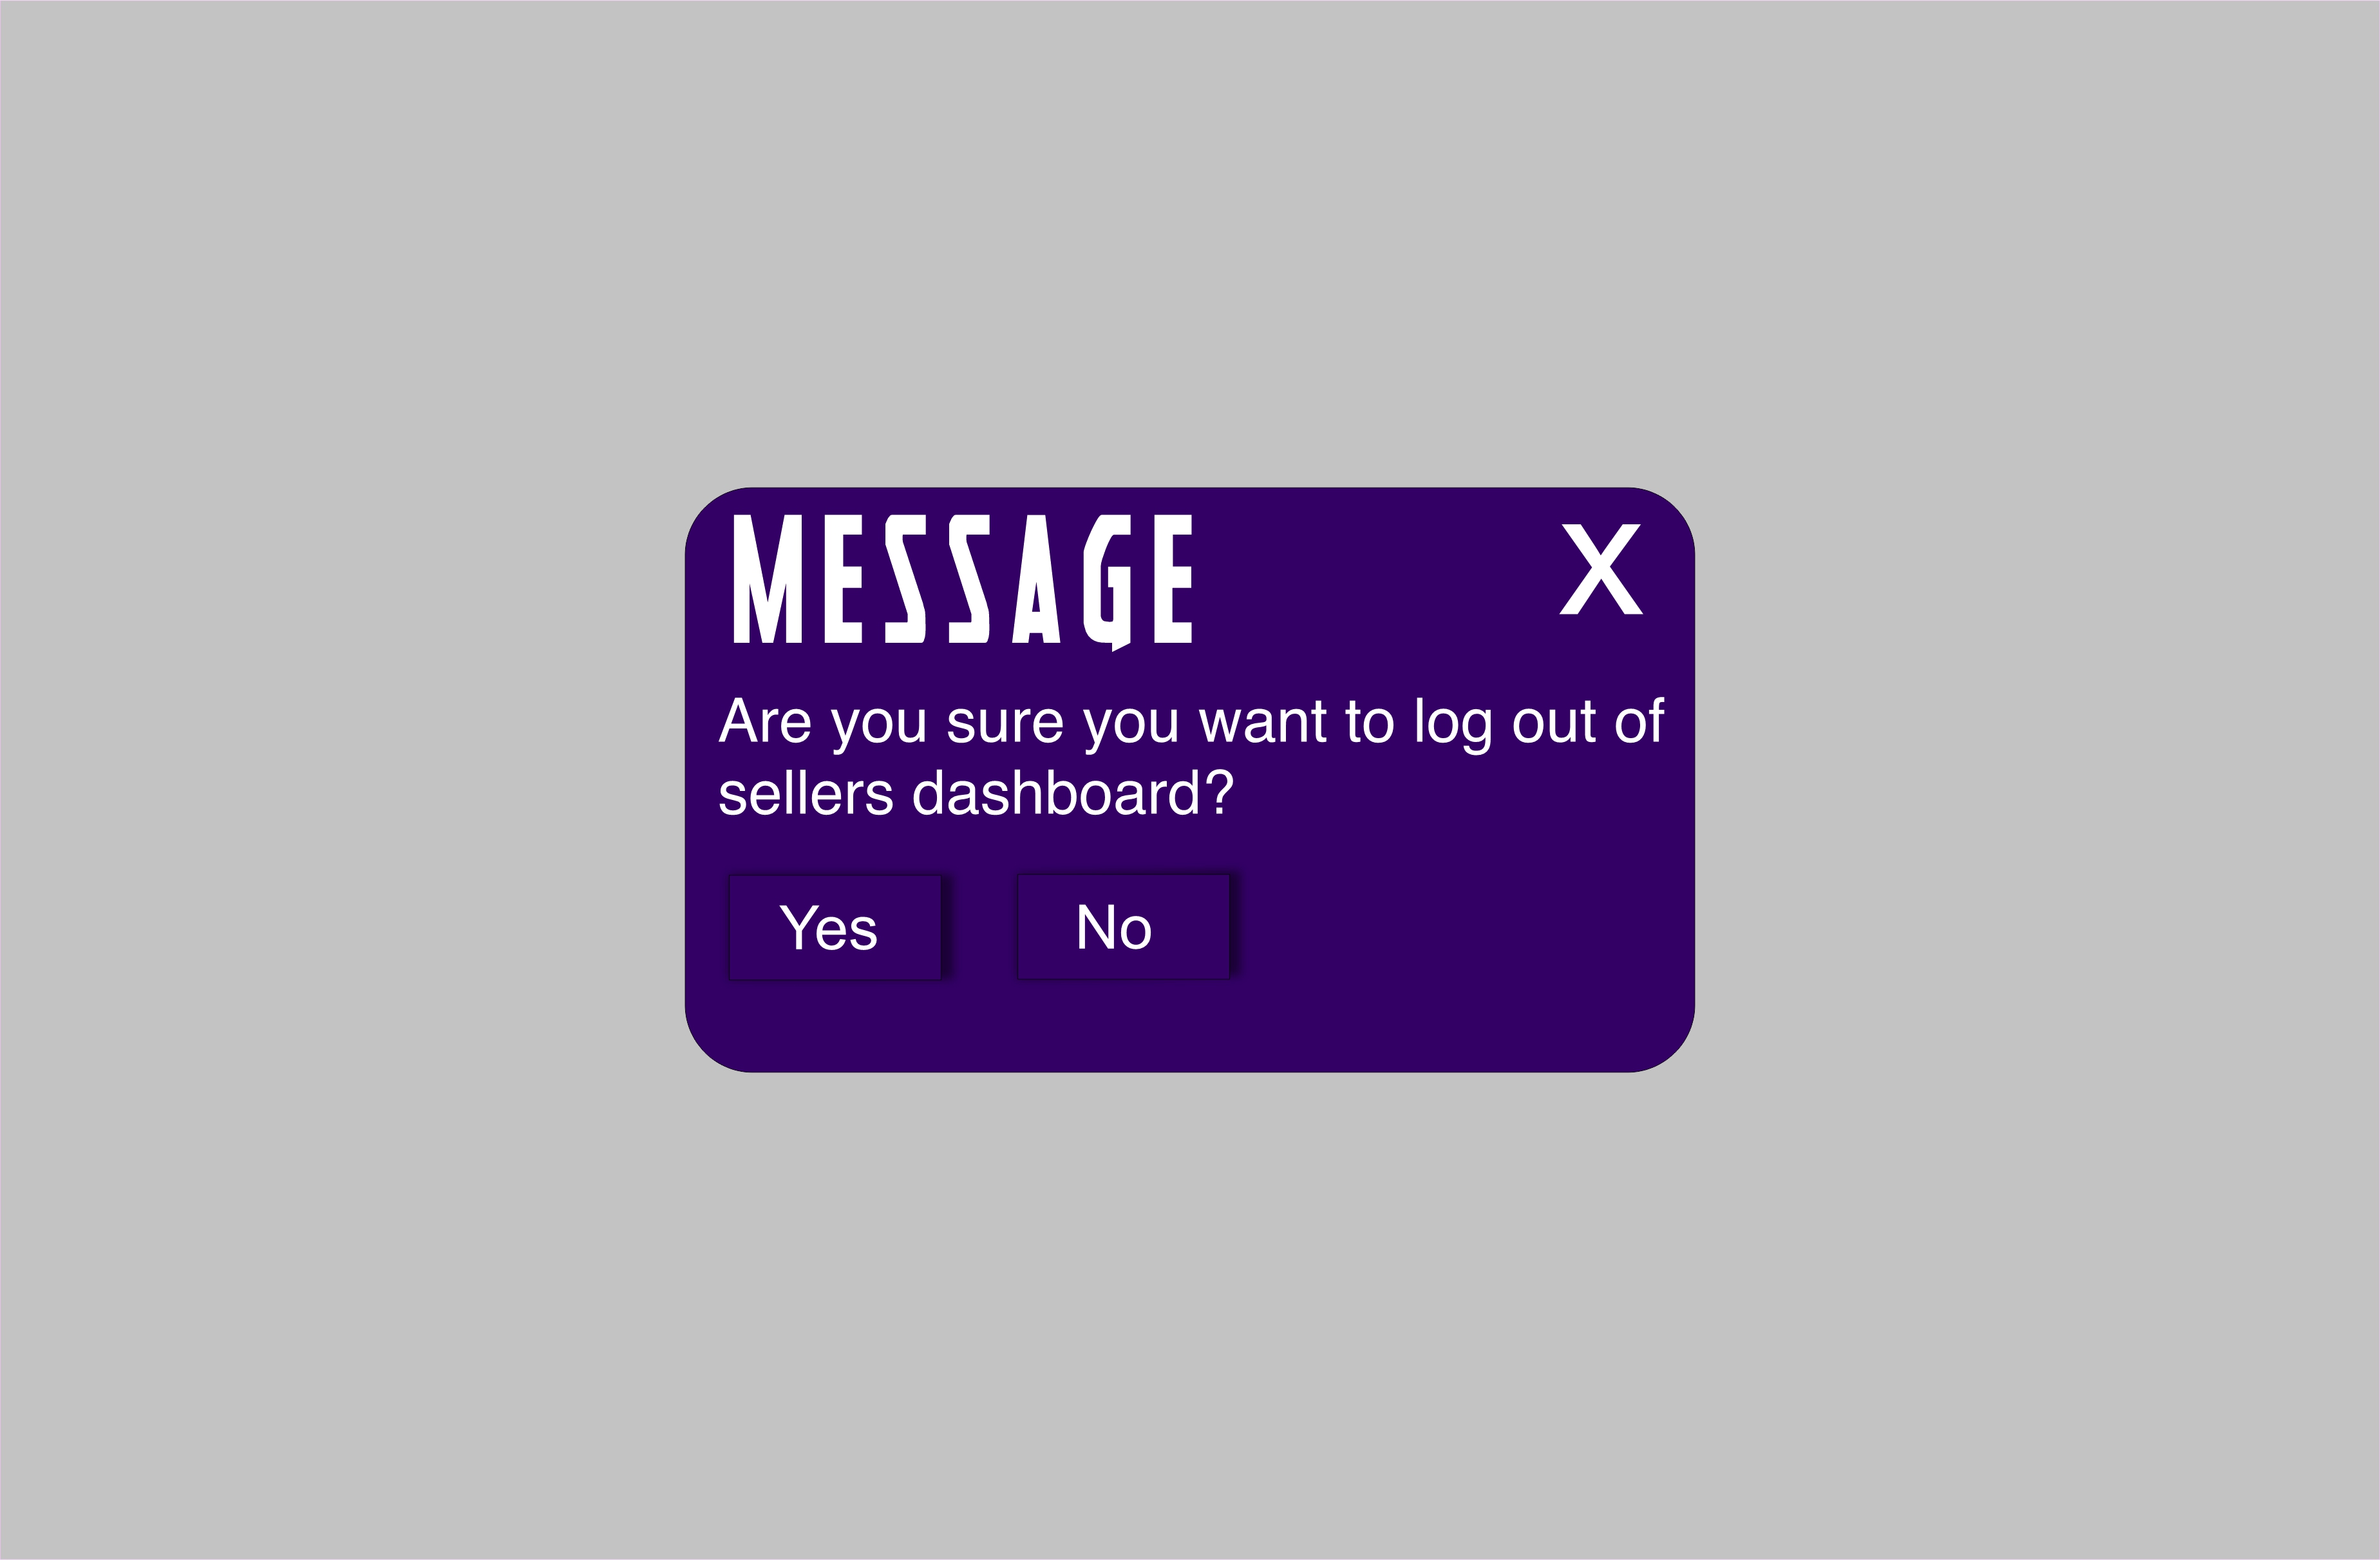 MESSAGE
X
Are you sure you want to log out of
sellers dashboard?
Yes
No